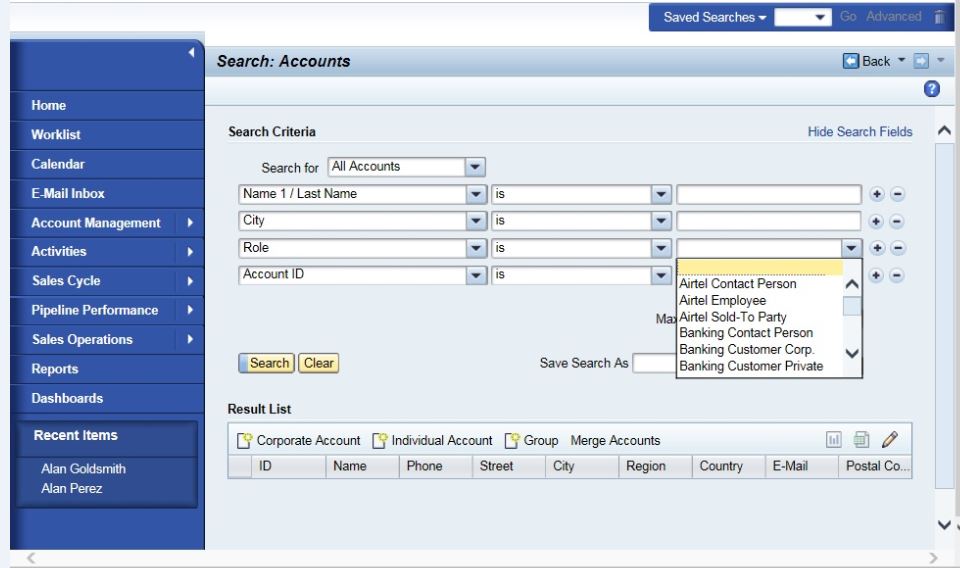 Saved Searches Go Advanced
Search: Accounts Back
Home
Worklist
Calendar
E-Mail Inbox
Account Management
Activities
Sales Cycle
Pipeline Performance
Sales Operations
Reports
Dashboards
Recent Items
Alan Goldsmith
Alan Perez
Search Criteria Hide Search Fields
Search for All Accounts
Name 1 / Last Name is
City is
Role is
Account ID is
Airtel Contact Person
Airtel Employee
Airtel Sold-To Party
Banking Contact Person
Banking Customer Corp.
Banking Customer Private
Max
Search Clear Save Search As
Result List
Corporate Account Individual Account Group Merge Accounts
ID Name Phone Street City Region Country E-Mail Postal Co...